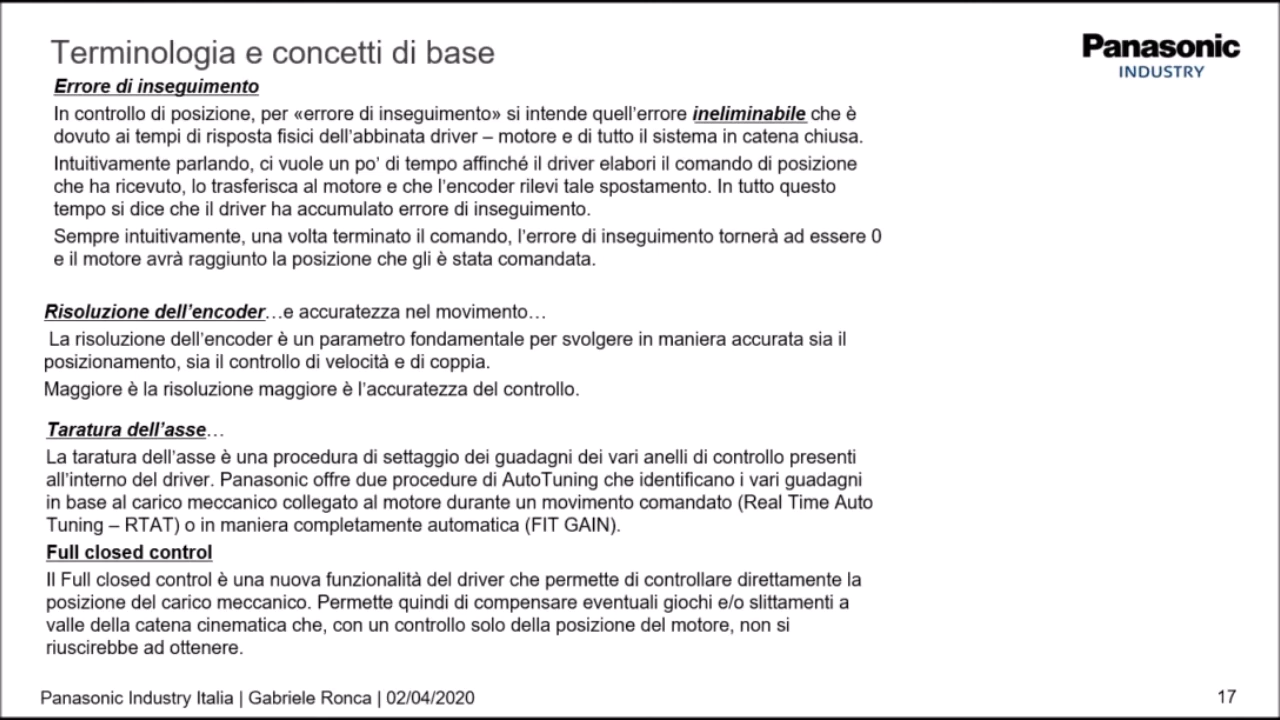 Terminologia e concetti di base
Panasonic
INDUSTRY
Errore di inseguimento
In controllo di posizione, per «errore di inseguimento» si intende quell'errore ineliminabile che è
dovuto ai tempi di risposta fisici dell'abbinata driver – motore e di tutto il sistema in catena chiusa.
Intuitivamente parlando, ci vuole un po' di tempo affinché il driver elabori il comando di posizione
che ha ricevuto, lo trasferisca al motore e che l'encoder rilevi tale spostamento. In tutto questo
tempo si dice che il driver ha accumulato errore di inseguimento.
Sempre intuitivamente, una volta terminato il comando, l'errore di inseguimento tornerà ad essere 0
e il motore avrà raggiunto la posizione che gli è stata comandata.
Risoluzione dell'encoder…e accuratezza nel movimento…
La risoluzione dell'encoder è un parametro fondamentale per svolgere in maniera accurata sia il
posizionamento, sia il controllo di velocità e di coppia.
Maggiore è la risoluzione maggiore è l'accuratezza del controllo.
Taratura dell'asse…
La taratura dell'asse è una procedura di settaggio dei guadagni dei vari anelli di controllo presenti
all'interno del driver. Panasonic offre due procedure di AutoTuning che identificano i vari guadagni
in base al carico meccanico collegato al motore durante un movimento comandato (Real Time Auto
Tuning – RTAT) o in maniera completamente automatica (FIT GAIN).
Full closed control
Il Full closed control è una nuova funzionalità del driver che permette di controllare direttamente la
posizione del carico meccanico. Permette quindi di compensare eventuali giochi e/o slittamenti a
valle della catena cinematica che, con un controllo solo della posizione del motore, non si
riuscirebbe ad ottenere.
Panasonic Industry Italia | Gabriele Ronca | 02/04/2020
17